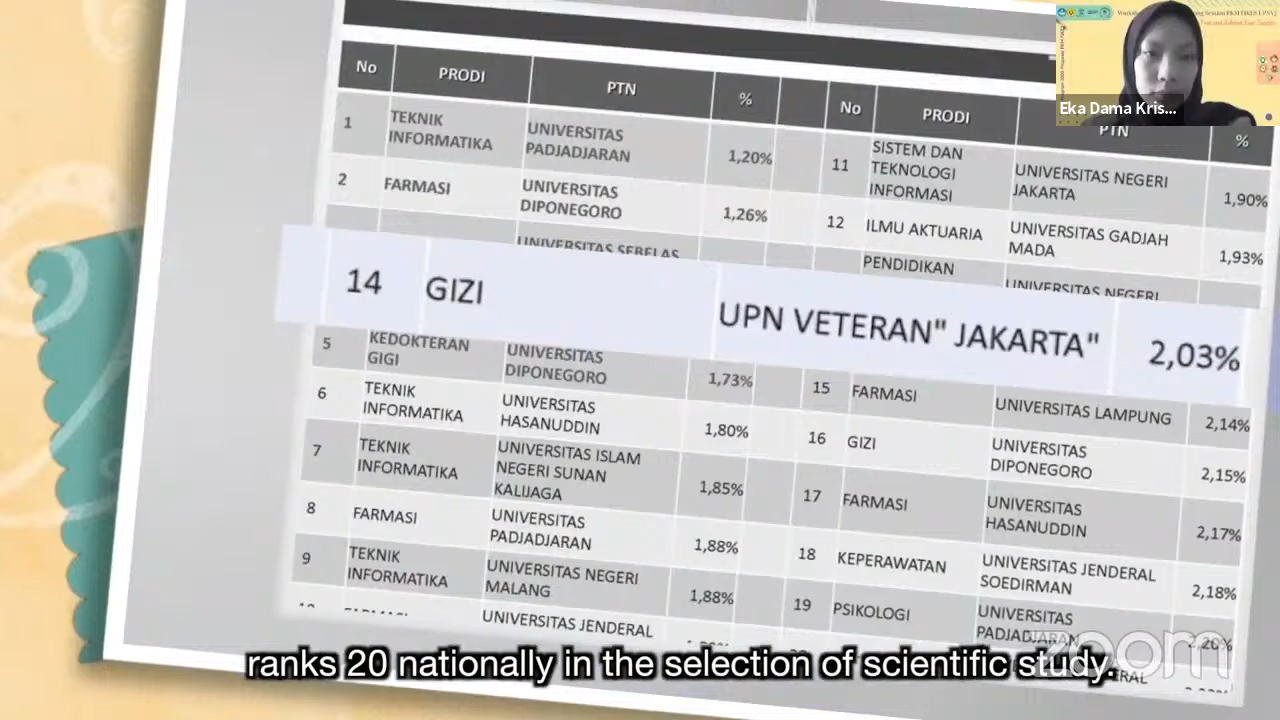 No PRODI PTN %
1 TEKNIK INFORMATIKA UNIVERSITAS PADJADJARAN 1,20%
2 FARMASI UNIVERSITAS DIPONEGORO 1,26%
UNIVERSITAS SEBELAS
14 GIZI UPN VETERAN" JAKARTA" 2,03%
5 KEDOKTERAN GIGI UNIVERSITAS DIPONEGORO 1,73%
6 TEKNIK INFORMATIKA UNIVERSITAS HASANUDDIN 1,80%
7 TEKNIK INFORMATIKA UNIVERSITAS ISLAM NEGERI SUNAN KALIJAGA 1,85%
8 FARMASI UNIVERSITAS PADJADJARAN 1,88%
9 TEKNIK INFORMATIKA UNIVERSITAS NEGERI MALANG 1,88%
UNIVERSITAS JENDERAL
No PRODI PTN %
11 SISTEM DAN TEKNOLOGI INFORMASI UNIVERSITAS NEGERI JAKARTA 1,90%
12 ILMU AKTUARIA UNIVERSITAS GADJAH MADA 1,93%
PENDIDIKAN UNIVERSITAS NEGERI
15 FARMASI UNIVERSITAS LAMPUNG 2,14%
16 GIZI UNIVERSITAS DIPONEGORO 2,15%
17 FARMASI UNIVERSITAS HASANUDDIN 2,17%
18 KEPERAWATAN UNIVERSITAS JENDERAL SOEDIRMAN 2,18%
19 PSIKOLOGI UNIVERSITAS PADJADJARAN
Eka Dama Kris...
zoom
ranks 20 nationally in the selection of scientific study.